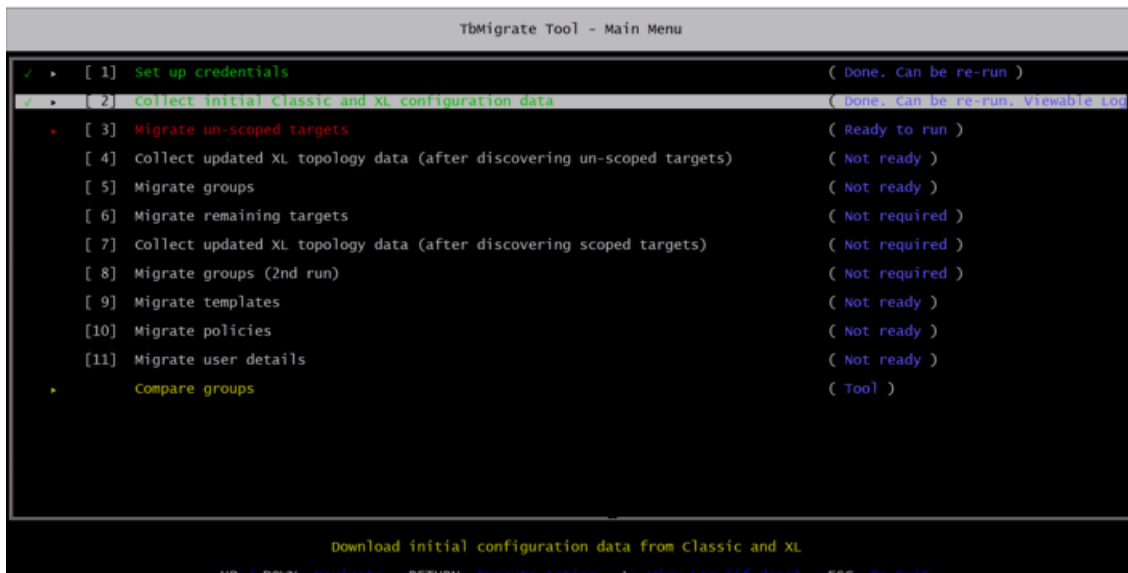 TbMigrate Tool - Main Menu
✓ ▸ [ 1] Set up credentials ( Done. Can be re-run )
✓ ▸ [ 2] Collect initial Classic and XL configuration data ( Done. Can be re-run. Viewable Log
▸ [ 3] Migrate un-scoped targets ( Ready to run )
[ 4] Collect updated XL topology data (after discovering un-scoped targets) ( Not ready )
[ 5] Migrate groups ( Not ready )
[ 6] Migrate remaining targets ( Not required )
[ 7] Collect updated XL topology data (after discovering scoped targets) ( Not required )
[ 8] Migrate groups (2nd run) ( Not required )
[ 9] Migrate templates ( Not ready )
[10] Migrate policies ( Not ready )
[11] Migrate user details ( Not ready )
▸ Compare groups ( Tool )
Download initial configuration data from Classic and XL